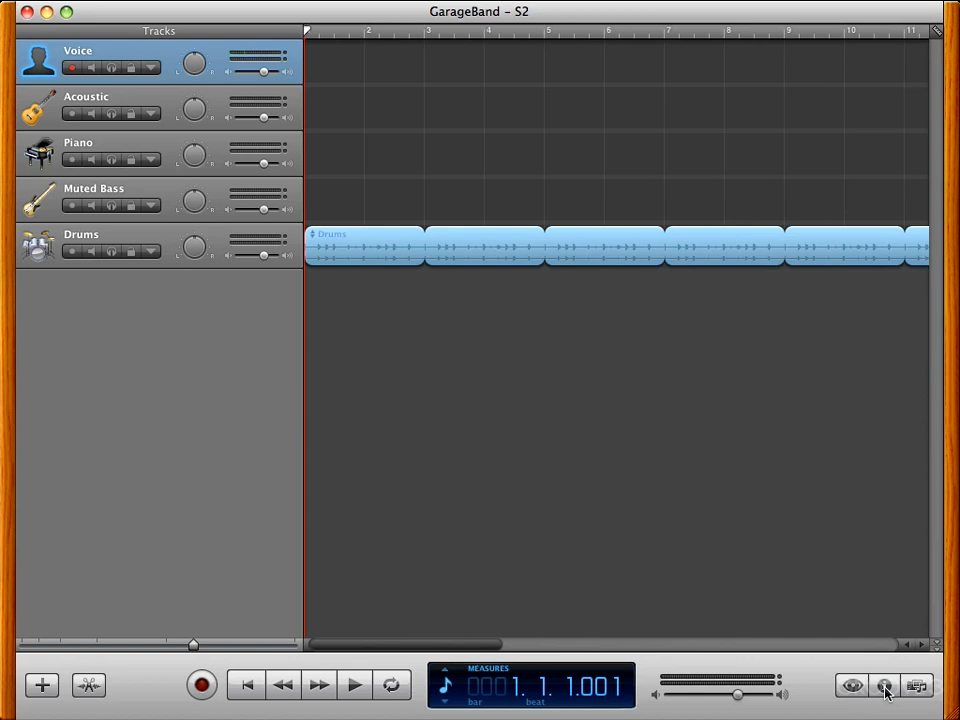 GarageBand - S2
Tracks
2 3 4 5 6 7 8 9 10 11
Voice
L R
Acoustic
L R
Piano
L R
Muted Bass
L R
Drums
L R
Drums
MEASURES
0001. 1. 1.001
bar beat